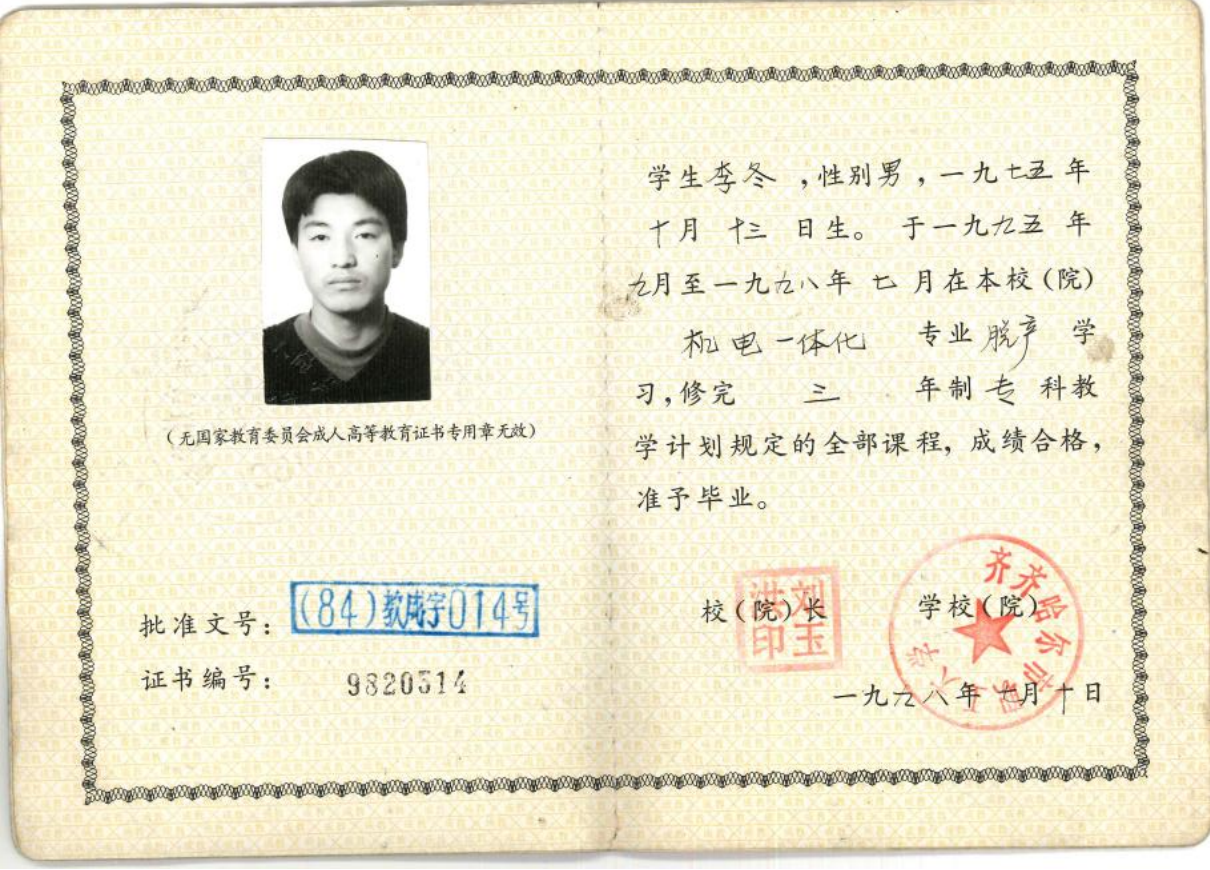 (无国家教育委员会成人高等教育证书专用章无效)
批准文号:(84)教成字014号
证书编号:9820314
学生李冬 ,性别男,一九七五年
十月 十三 日生。 于一九九五 年
九月至一九九八年 七 月在本校(院)
机电一体化 专业 脱产 学
习,修完 三 年制 专 科教
学计划规定的全部课程, 成绩合格,
准予毕业。
校(院)长
刘玉洪印
学校(院)
齐齐哈尔市职工大学
一九九八年 七月十日